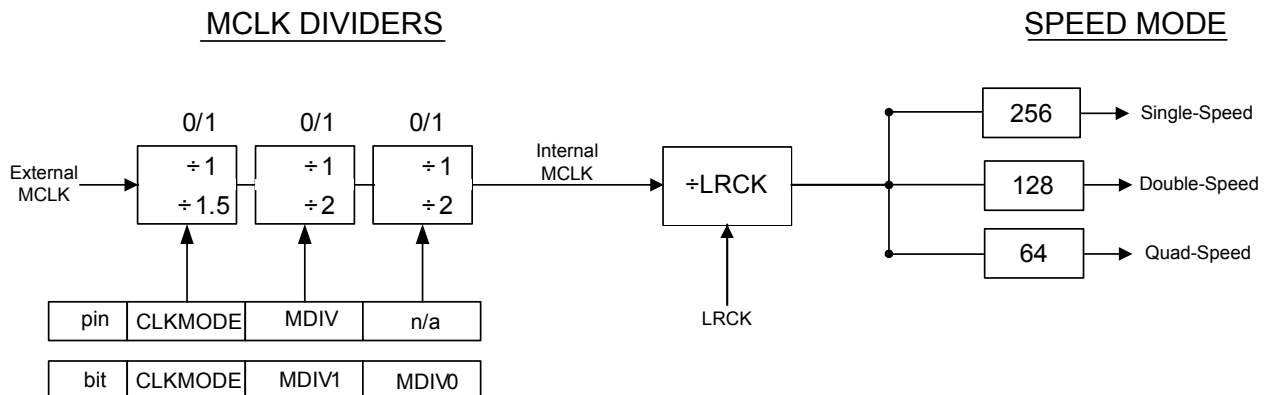 MCLK DIVIDERS
SPEED MODE
0/1
0/1
0/1
External
MCLK
÷1
÷1.5
÷1
÷2
÷1
÷2
Internal
MCLK
÷LRCK
LRCK
256
Single-Speed
128
Double-Speed
64
Quad-Speed
pin CLKMODE MDIV n/a
bit CLKMODE MDIV1 MDIV0